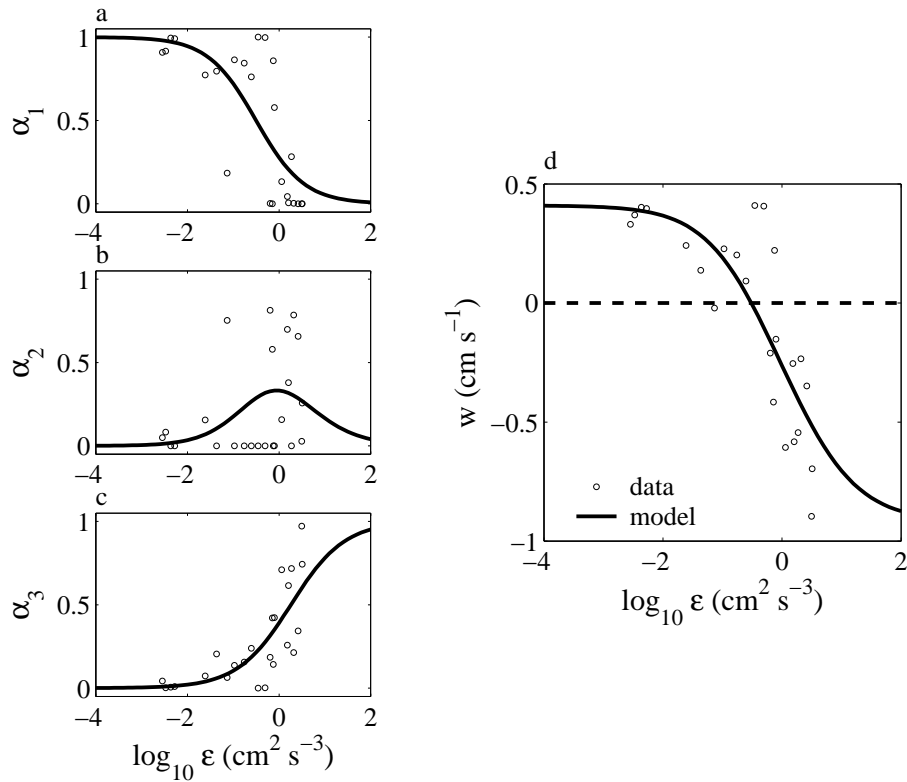 a
1
0.5
0
α₁
−4 −2 0 2
b
1
0.5
0
α₂
−4 −2 0 2
c
1
0.5
0
α₃
−4 −2 0 2
log₁₀ ε (cm² s⁻³)
d
0.5
0
−0.5
−1
w (cm s⁻¹)
data
model
−4 −2 0 2
log₁₀ ε (cm² s⁻³)